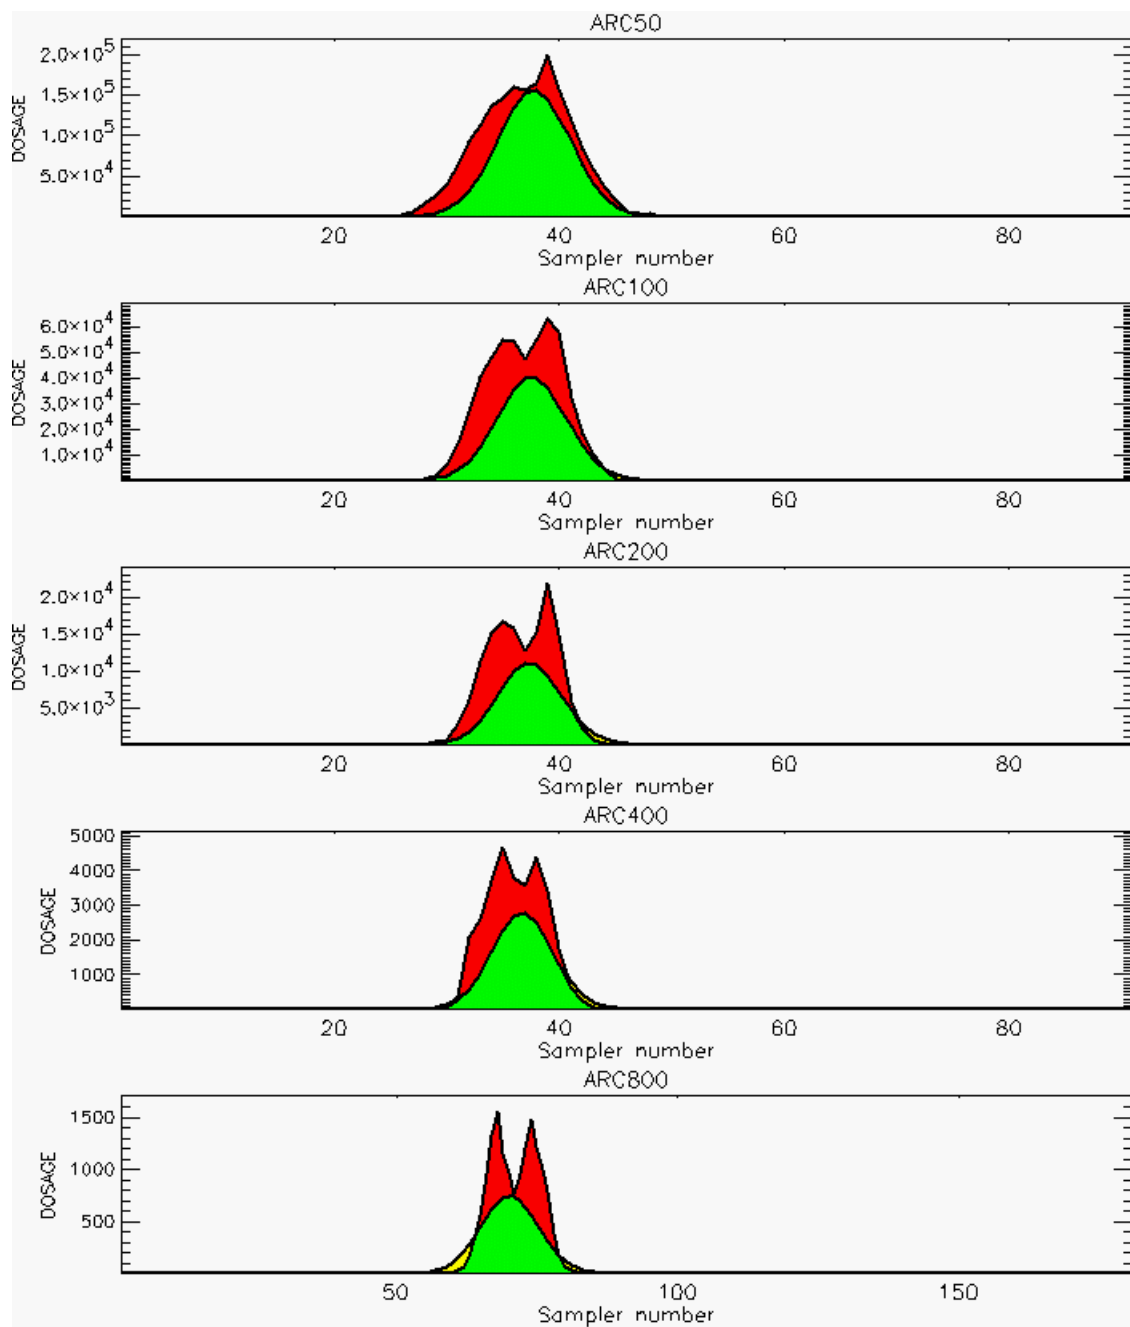 ARC50
DOSAGE
2.0×10^5
1.5×10^5
1.0×10^5
5.0×10^4
20 40 60 80
Sampler number
ARC100
DOSAGE
6.0×10^4
5.0×10^4
4.0×10^4
3.0×10^4
2.0×10^4
1.0×10^4
20 40 60 80
Sampler number
ARC200
DOSAGE
2.0×10^4
1.5×10^4
1.0×10^4
5.0×10^3
20 40 60 80
Sampler number
ARC400
DOSAGE
5000
4000
3000
2000
1000
20 40 60 80
Sampler number
ARC800
DOSAGE
1500
1000
500
50 100 150
Sampler number